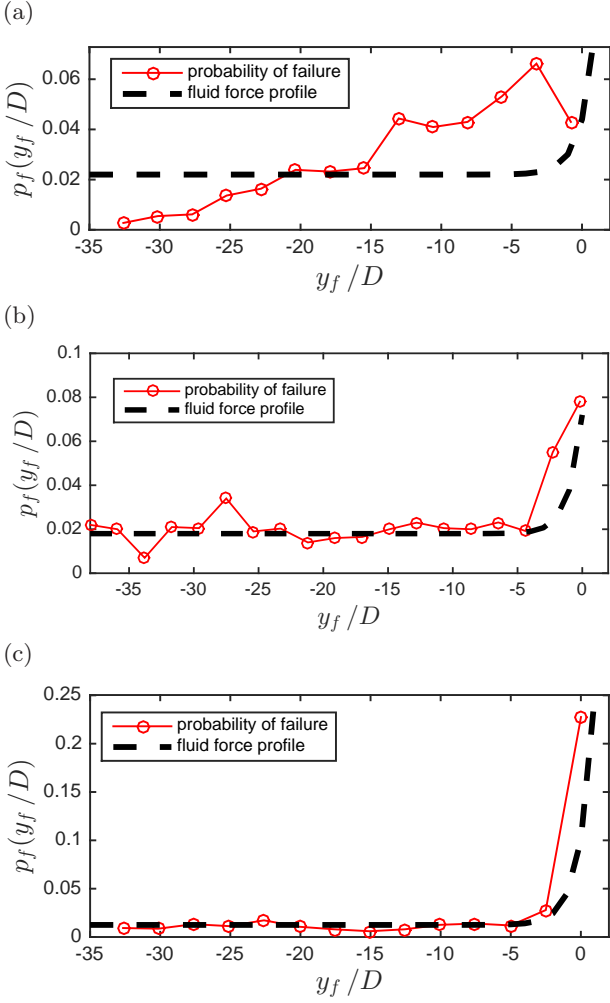 (a)
probability of failure
fluid force profile
p_f(y_f/D)
0.06
0.04
0.02
0
-35 -30 -25 -20 -15 -10 -5 0
y_f/D
(b)
probability of failure
fluid force profile
p_f(y_f/D)
0.1
0.08
0.06
0.04
0.02
0
-35 -30 -25 -20 -15 -10 -5 0
y_f/D
(c)
probability of failure
fluid force profile
p_f(y_f/D)
0.25
0.2
0.15
0.1
0.05
0
-35 -30 -25 -20 -15 -10 -5 0
y_f/D